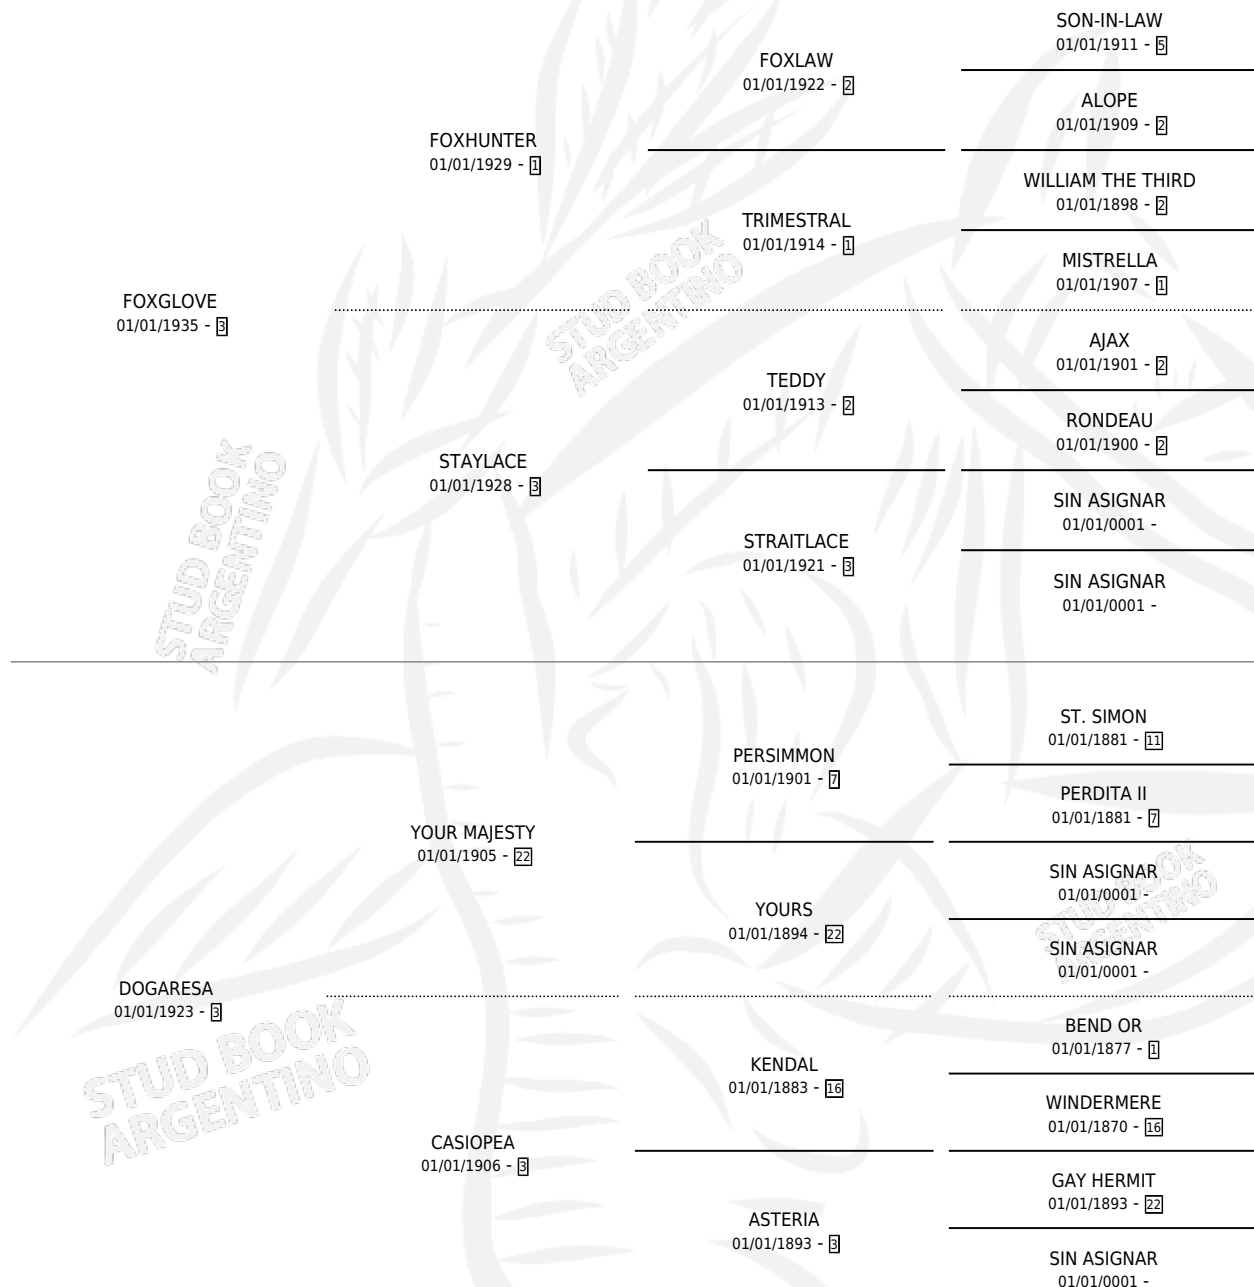 SON-IN-LAW
01/01/1911 - 5
FOXLAW
01/01/1922 - 2
ALOPE
01/01/1909 - 2
FOXHUNTER
01/01/1929 - 1
WILLIAM THE THIRD
01/01/1898 - 2
TRIMESTRAL
01/01/1914 - 1
MISTRELLA
01/01/1907 - 1
FOXGLOVE
01/01/1935 - 3
STUD BOOK
ARGENTINO
AJAX
01/01/1901 - 2
TEDDY
01/01/1913 - 2
RONDEAU
01/01/1900 - 2
STAYLACE
01/01/1928 - 3
SIN ASIGNAR
01/01/0001 -
STRAITLACE
01/01/1921 - 3
SIN ASIGNAR
01/01/0001 -
STUD BOOK
ARGENTINO
ST. SIMON
01/01/1881 - 11
PERSIMMON
01/01/1901 - 7
PERDITA II
01/01/1881 - 7
YOUR MAJESTY
01/01/1905 - 22
SIN ASIGNAR
01/01/0001 -
YOURS
01/01/1894 - 22
STUD BOOK
ARGENTINO
SIN ASIGNAR
01/01/0001 -
DOGARESA
01/01/1923 - 3
BEND OR
01/01/1877 - 1
KENDAL
01/01/1883 - 16
WINDERMERE
01/01/1870 - 16
STUD BOOK
ARGENTINO
CASIOPEA
01/01/1906 - 3
GAY HERMIT
01/01/1893 - 22
ASTERIA
01/01/1893 - 3
SIN ASIGNAR
01/01/0001 -